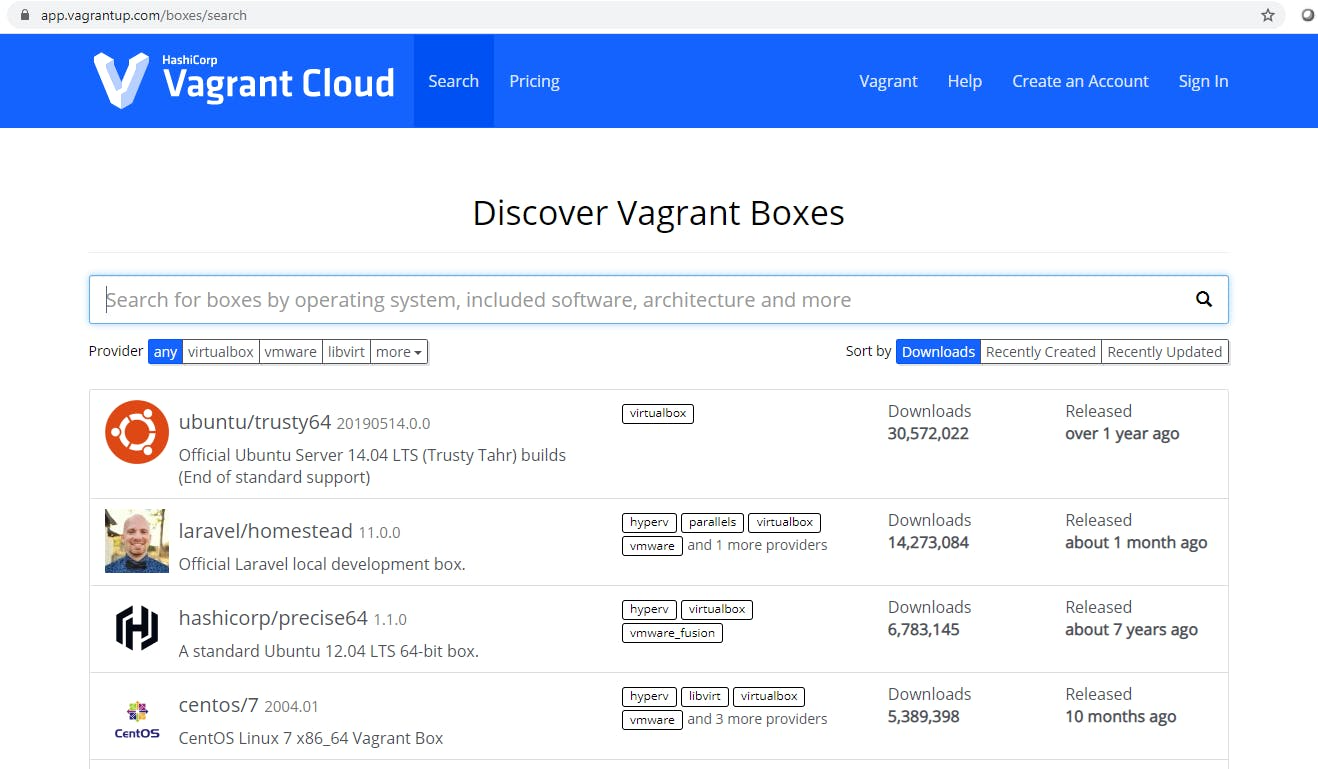 app.vagrantup.com/boxes/search
HashiCorp
Vagrant Cloud
Search
Pricing
Vagrant
Help
Create an Account
Sign In
Discover Vagrant Boxes
Search for boxes by operating system, included software, architecture and more
Provider any virtualbox vmware libvirt more
Sort by Downloads Recently Created Recently Updated
ubuntu/trusty64 20190514.0.0
Official Ubuntu Server 14.04 LTS (Trusty Tahr) builds
(End of standard support)
virtualbox
Downloads
30,572,022
Released
over 1 year ago
laravel/homestead 11.0.0
Official Laravel local development box.
hyperv parallels virtualbox
vmware and 1 more providers
Downloads
14,273,084
Released
about 1 month ago
hashicorp/precise64 1.1.0
A standard Ubuntu 12.04 LTS 64-bit box.
hyperv virtualbox
vmware_fusion
Downloads
6,783,145
Released
about 7 years ago
CentOS
centos/7 2004.01
CentOS Linux 7 x86_64 Vagrant Box
hyperv libvirt virtualbox
vmware and 3 more providers
Downloads
5,389,398
Released
10 months ago